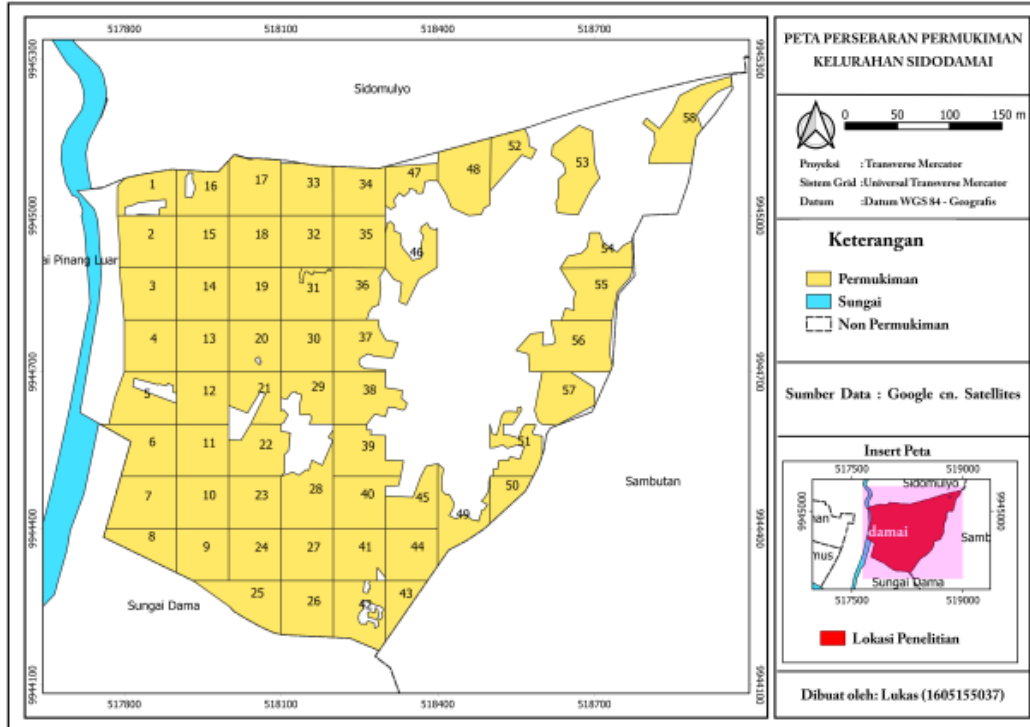 517800 518100 518400 518700
9945300 9945300
Sidomulyo
52 58
53
47 48
1 16 17 33 34
9945000 9945000
2 15 18 32 35
46 54
ai Pinang Luar
3 14 19 31 36 55
4 13 20 30 37 56
9944700 9944700
5 12 21 29 38 57
6 11 22 39 51
Sambutan
7 10 23 28 40 45 50
49
9944400 9944400
8 9 24 27 41 44
25 26 42 43
Sungai Dama
9944100 9944100
517800 518100 518400 518700
PETA PERSEBARAN PERMUKIMAN
KELURAHAN SIDODAMAI
0 50 100 150 m
Proyeksi : Transverse Mercator
Sistem Grid :Universal Transverse Mercator
Datum :Datum WGS 84 - Geografis
Keterangan
Permukiman
Sungai
Non Permukiman
Sumber Data : Google cn. Satellites
Insert Peta
517500 519000
Sidomulyo
9945000 9945000
nan
damai Samb
mus
Sungai Dama
517500 519000
Lokasi Penelitian
Dibuat oleh: Lukas (1605155037)